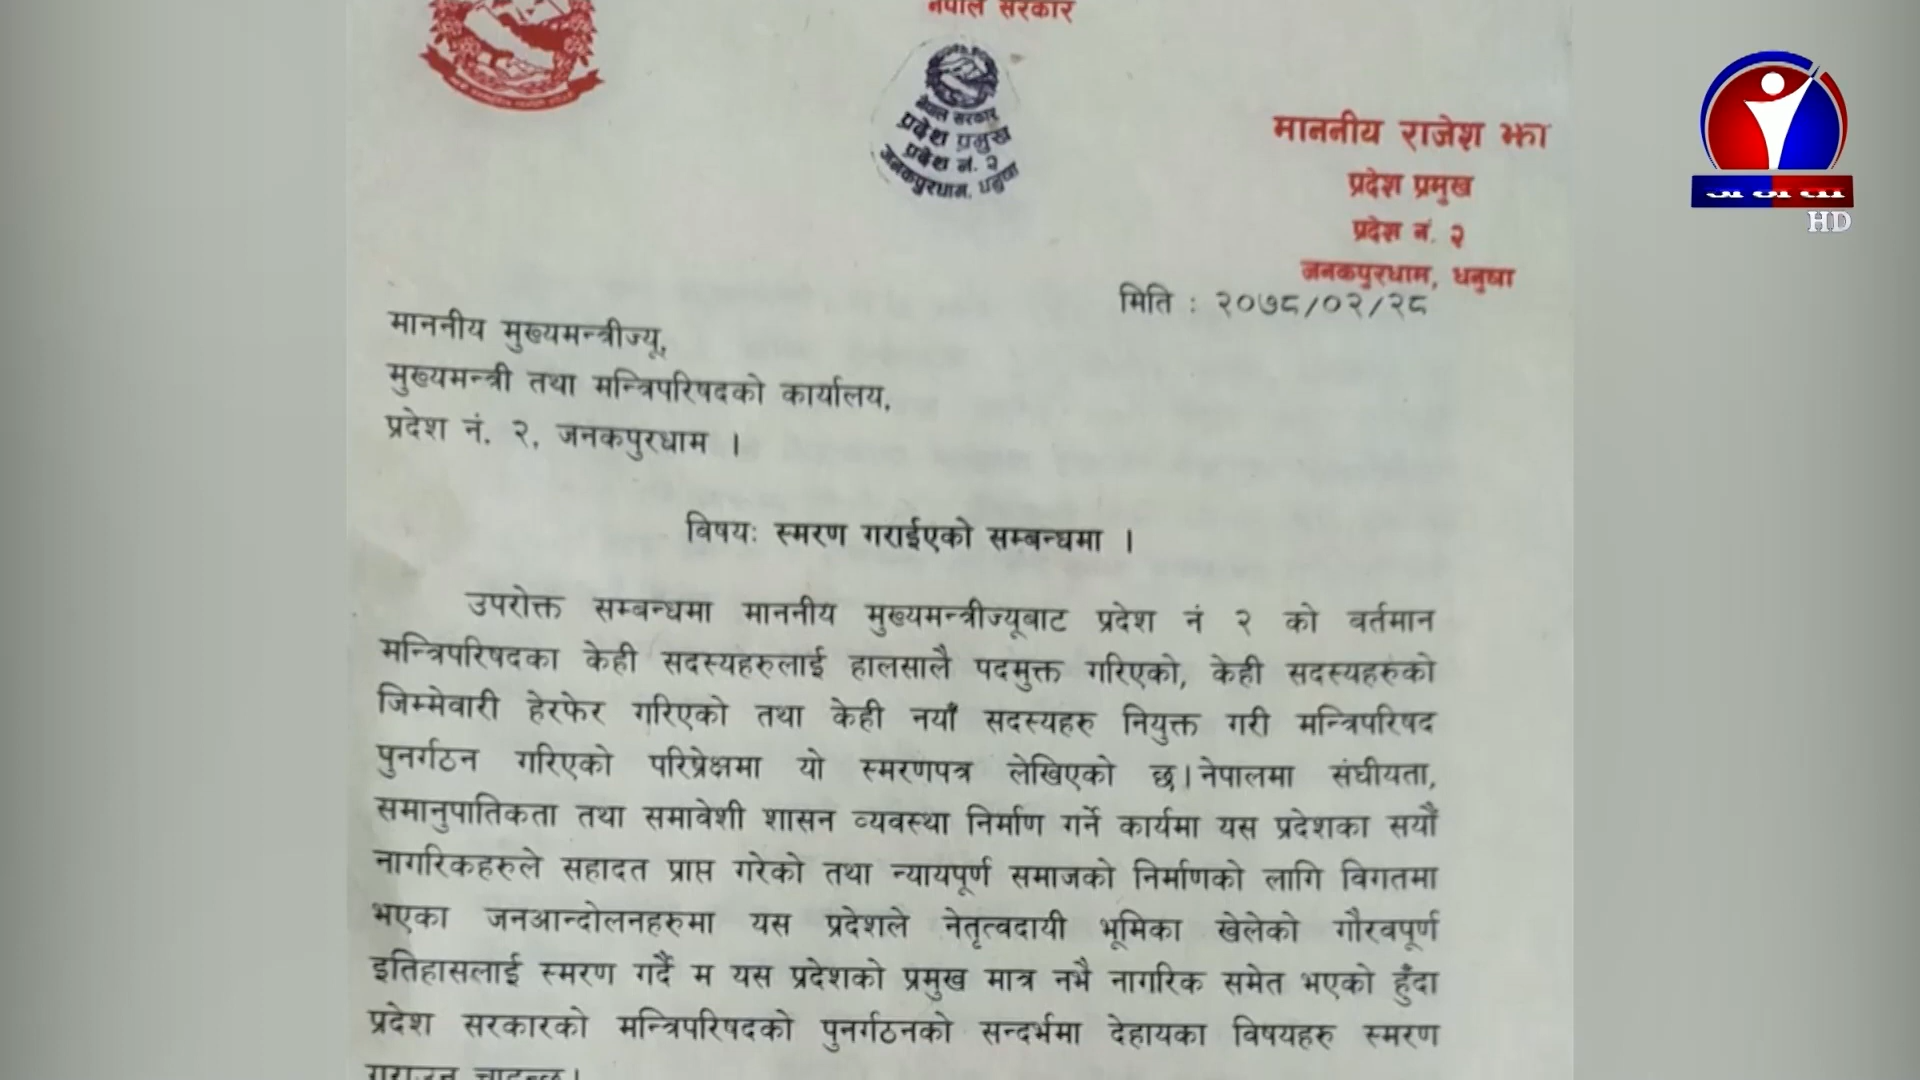 नेपाल सरकार
नेपाल सरकार
प्रदेश प्रमुख
प्रदेश नं. २
जनकपुरधाम, धनुषा
माननीय राजेश झा
प्रदेश प्रमुख
प्रदेश नं. २
जनकपुरधाम, धनुषा
HD
मिति : २०७८/०२/२८
माननीय मुख्यमन्त्रीज्यू,
मुख्यमन्त्री तथा मन्त्रिपरिषदको कार्यालय,
प्रदेश नं. २, जनकपुरधाम ।
विषयः स्मरण गराईएको सम्बन्धमा ।
उपरोक्त सम्बन्धमा माननीय मुख्यमन्त्रीज्यूबाट प्रदेश नं २ को वर्तमान
मन्त्रिपरिषदका केही सदस्यहरुलाई हालसालै पदमुक्त गरिएको, केही सदस्यहरुको
जिम्मेवारी हेरफेर गरिएको तथा केही नयाँ सदस्यहरु नियुक्त गरी मन्त्रिपरिषद
पुनर्गठन गरिएको परिप्रेक्षमा यो स्मरणपत्र लेखिएको छ। नेपालमा संघीयता,
समानुपातिकता तथा समावेशी शासन व्यवस्था निर्माण गर्ने कार्यमा यस प्रदेशका सयौं
नागरिकहरुले सहादत प्राप्त गरेको तथा न्यायपूर्ण समाजको निर्माणको लागि विगतमा
भएका जनआन्दोलनहरुमा यस प्रदेशले नेतृत्वदायी भूमिका खेलेको गौरवपूर्ण
इतिहासलाई स्मरण गर्दै म यस प्रदेशको प्रमुख मात्र नभै नागरिक समेत भएको हुँदा
प्रदेश सरकारको मन्त्रिपरिषदको पुनर्गठनको सन्दर्भमा देहायका विषयहरु स्मरण